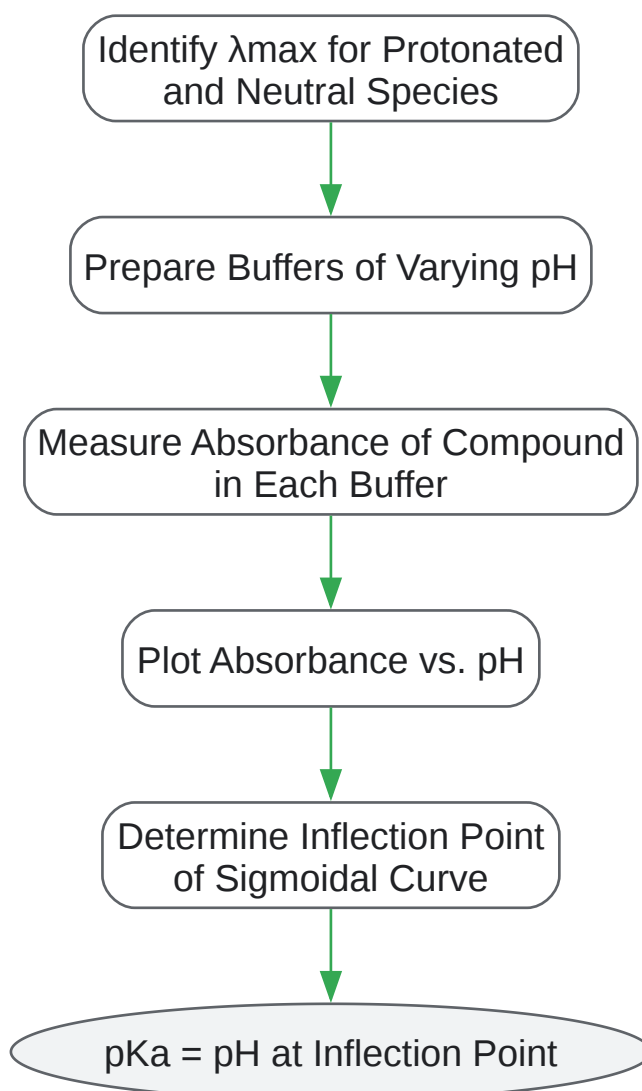 Identify λmax for Protonated
and Neutral Species
Prepare Buffers of Varying pH
Measure Absorbance of Compound
in Each Buffer
Plot Absorbance vs. pH
Determine Inflection Point
of Sigmoidal Curve
pKa = pH at Inflection Point